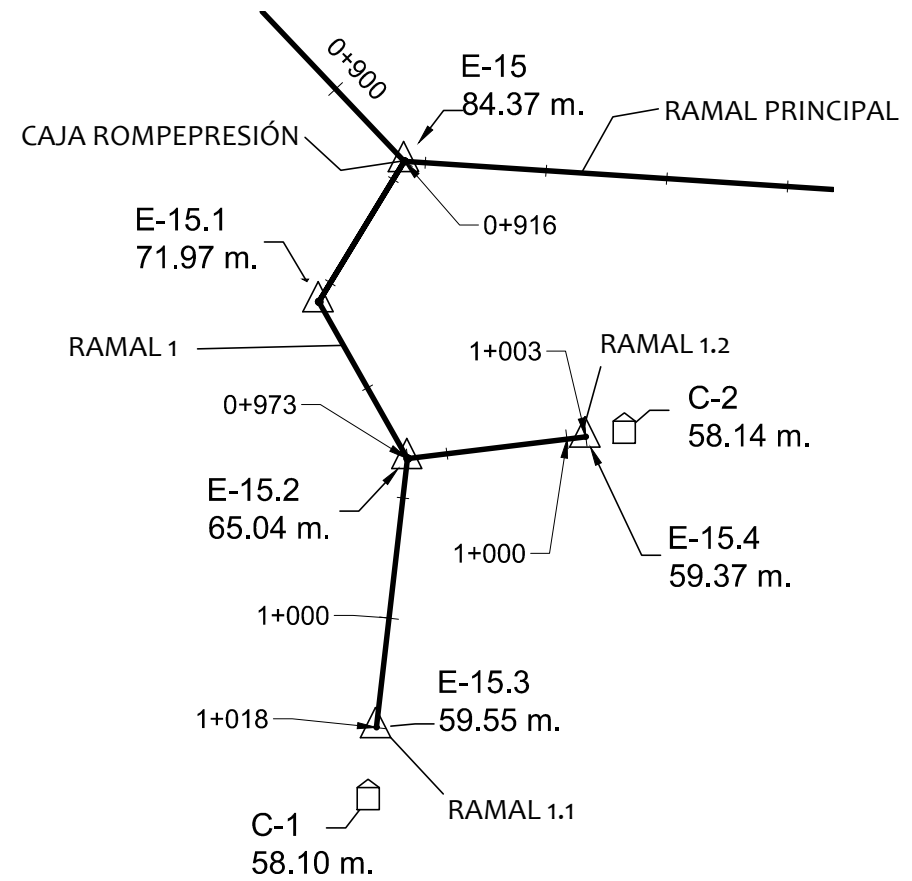 0+900
E-15
84.37 m.
RAMAL PRINCIPAL
CAJA ROMPEPRESIÓN
E-15.1
71.97 m.
0+916
RAMAL 1
1+003
RAMAL 1.2
0+973
C-2
58.14 m.
E-15.2
65.04 m.
1+000
E-15.4
59.37 m.
1+000
E-15.3
59.55 m.
1+018
RAMAL 1.1
C-1
58.10 m.